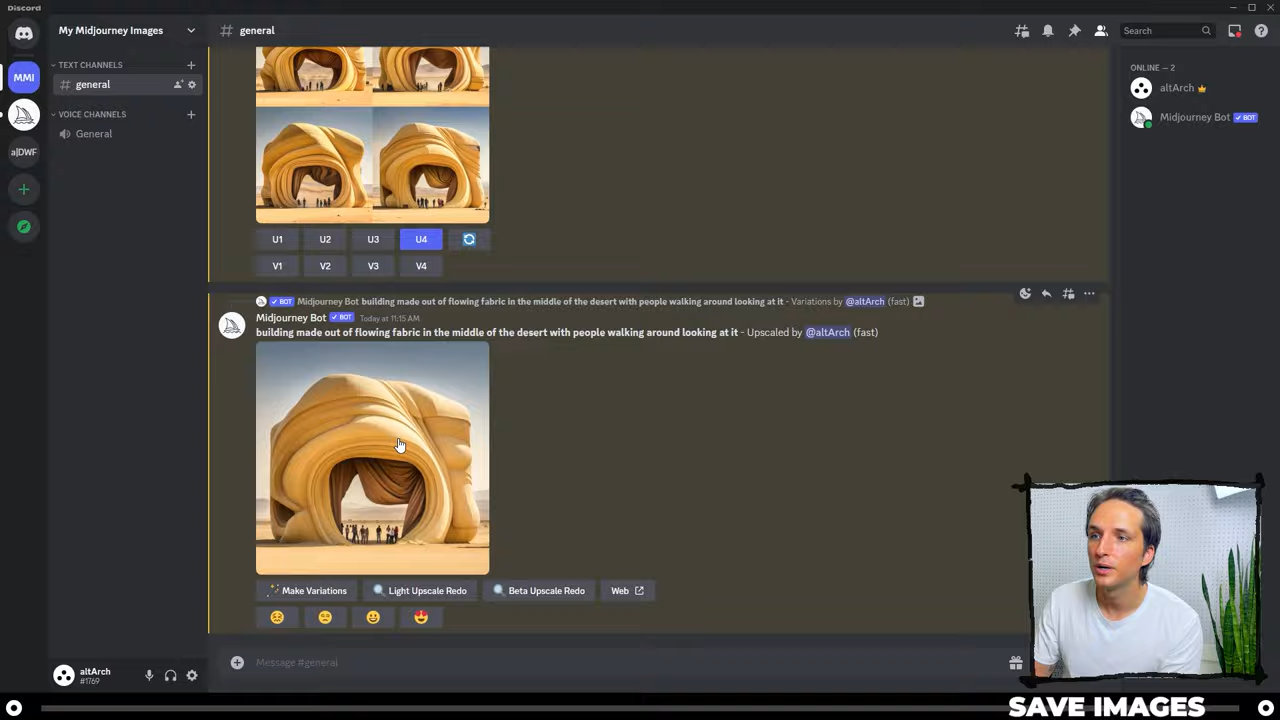 Discord
My Midjourney Images
# general
Search
TEXT CHANNELS
# general
VOICE CHANNELS
General
MMI
a|DWF
ONLINE — 2
altArch
Midjourney Bot ✓ BOT
U1 U2 U3 U4
V1 V2 V3 V4
✓ BOT Midjourney Bot building made out of flowing fabric in the middle of the desert with people walking around looking at it - Variations by @altArch (fast)
Midjourney Bot ✓ BOT Today at 11:15 AM
building made out of flowing fabric in the middle of the desert with people walking around looking at it - Upscaled by @altArch (fast)
Make Variations Light Upscale Redo Beta Upscale Redo Web
Message #general
altArch
#1769
SAVE IMAGES